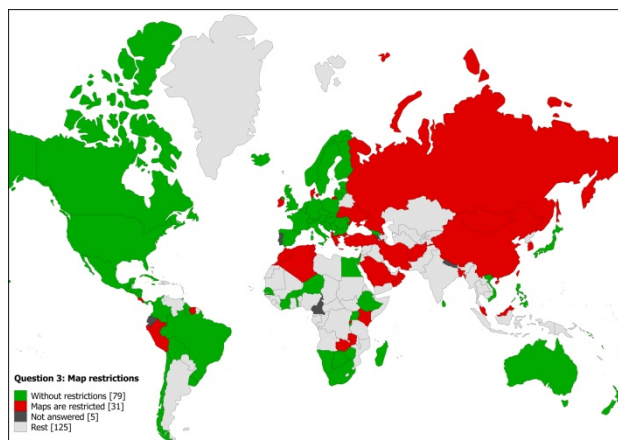 Question 3: Map restrictions
Without restrictions [79]
Maps are restricted [31]
Not answered [5]
Rest [125]